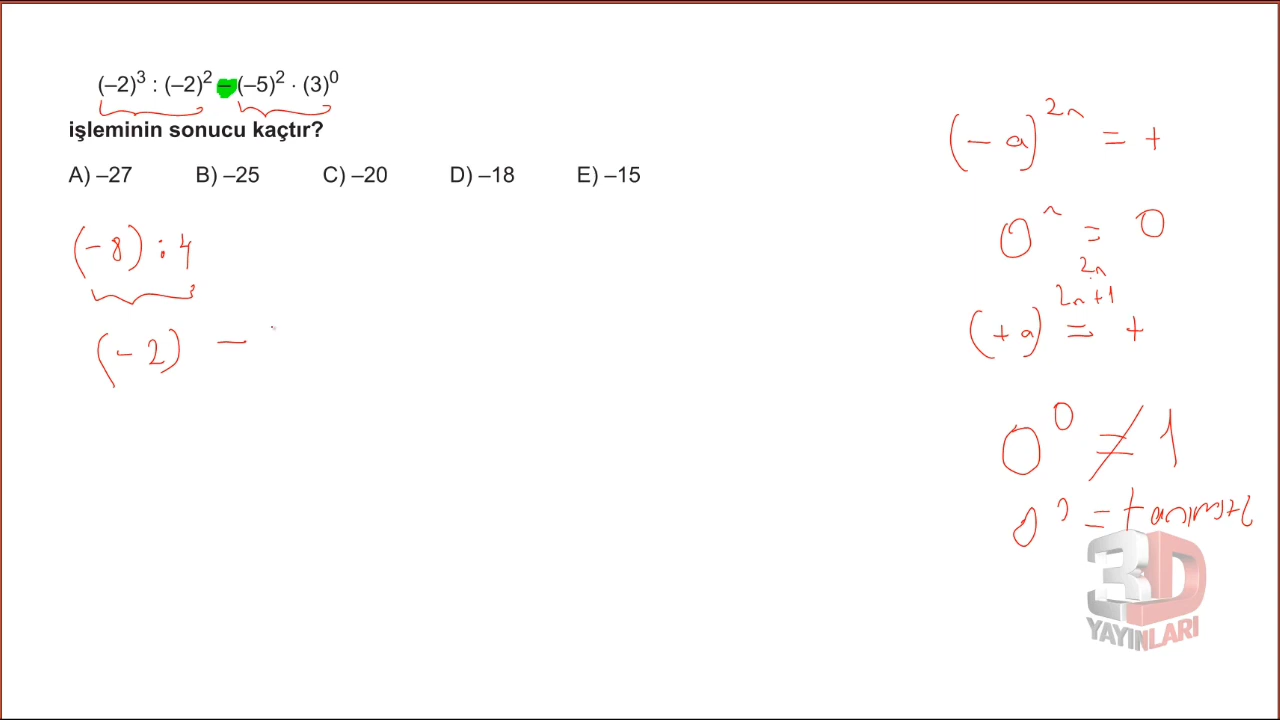 (–2)³ : (–2)² – (–5)² · (3)⁰
işleminin sonucu kaçtır?
A) –27 B) –25 C) –20 D) –18 E) –15
(-8) : 4
(-2) -
(-a)²ⁿ = +
0ⁿ = 0
2n
(+a)²ⁿ⁺¹ = +
0⁰ ≠ 1
0⁰ = tanımsız
3D
YAYINLARI